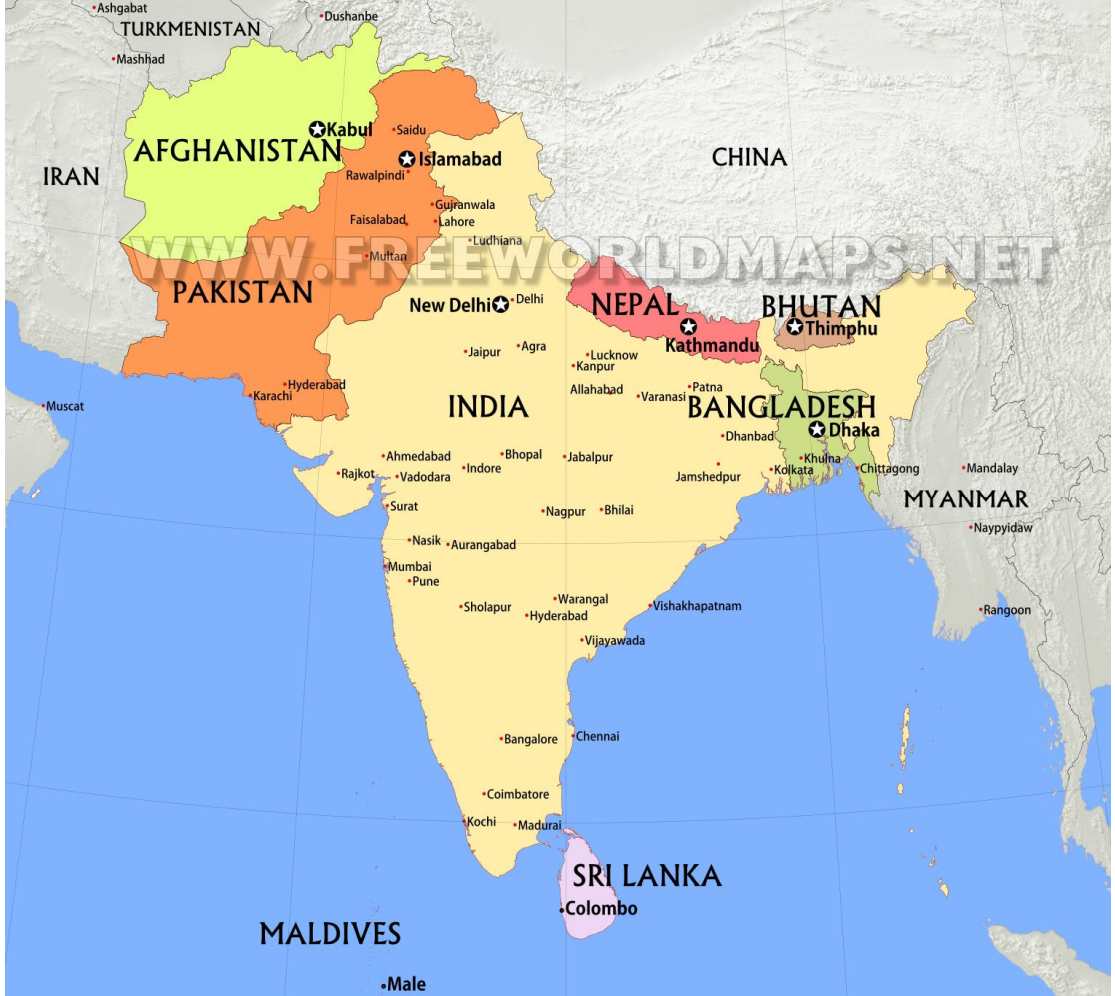 Ashgabat
Dushanbe
TURKMENISTAN
Mashhad
Kabul
Saidu
AFGHANISTAN
Islamabad
CHINA
IRAN
Rawalpindi
Gujranwala
Faisalabad
Lahore
Ludhiana
WWW.FREEWORLDMAPS.NET
Multan
PAKISTAN
New Delhi
Delhi
NEPAL
BHUTAN
Thimphu
Kathmandu
Jaipur
Agra
Lucknow
Kanpur
Hyderabad
Karachi
Muscat
Allahabad
Varanasi
Patna
INDIA
BANGLADESH
Dhaka
Dhanbad
Ahmedabad
Bhopal
Jabalpur
Khulna
Rajkot
Vadodara
Indore
Jamshedpur
Kolkata
Chittagong
Mandalay
MYANMAR
Surat
Nagpur
Bhilai
Naypyidaw
Nasik
Aurangabad
Mumbai
Pune
Sholapur
Warangal
Hyderabad
Vishakhapatnam
Rangoon
Vijayawada
Bangalore
Chennai
Coimbatore
Kochi
Madurai
SRI LANKA
Colombo
MALDIVES
Male